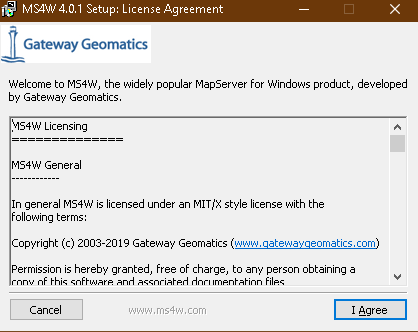 MS4W 4.0.1 Setup: License Agreement
Gateway Geomatics
Welcome to MS4W, the widely popular MapServer for Windows product, developed
by Gateway Geomatics.
MS4W Licensing
==============
MS4W General
------------
In general MS4W is licensed under an MIT/X style license with the
following terms:
Copyright (c) 2003-2019 Gateway Geomatics (www.gatewaygeomatics.com)
Permission is hereby granted, free of charge, to any person obtaining a
copy of this software and associated documentation files
Cancel
www.ms4w.com
I Agree